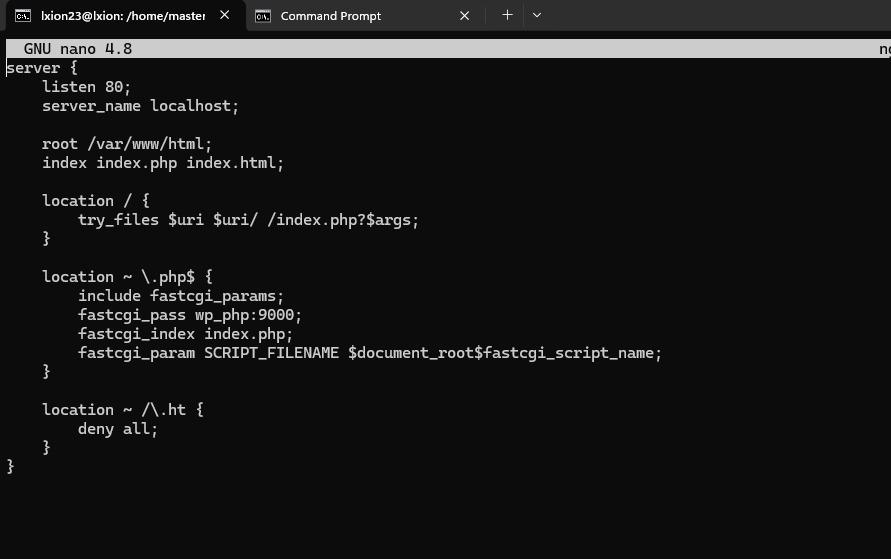 lxion23@lxion: /home/master
Command Prompt
GNU nano 4.8
server {
    listen 80;
    server_name localhost;

    root /var/www/html;
    index index.php index.html;

    location / {
        try_files $uri $uri/ /index.php?$args;
    }

    location ~ \.php$ {
        include fastcgi_params;
        fastcgi_pass wp_php:9000;
        fastcgi_index index.php;
        fastcgi_param SCRIPT_FILENAME $document_root$fastcgi_script_name;
    }

    location ~ /\.ht {
        deny all;
    }
}